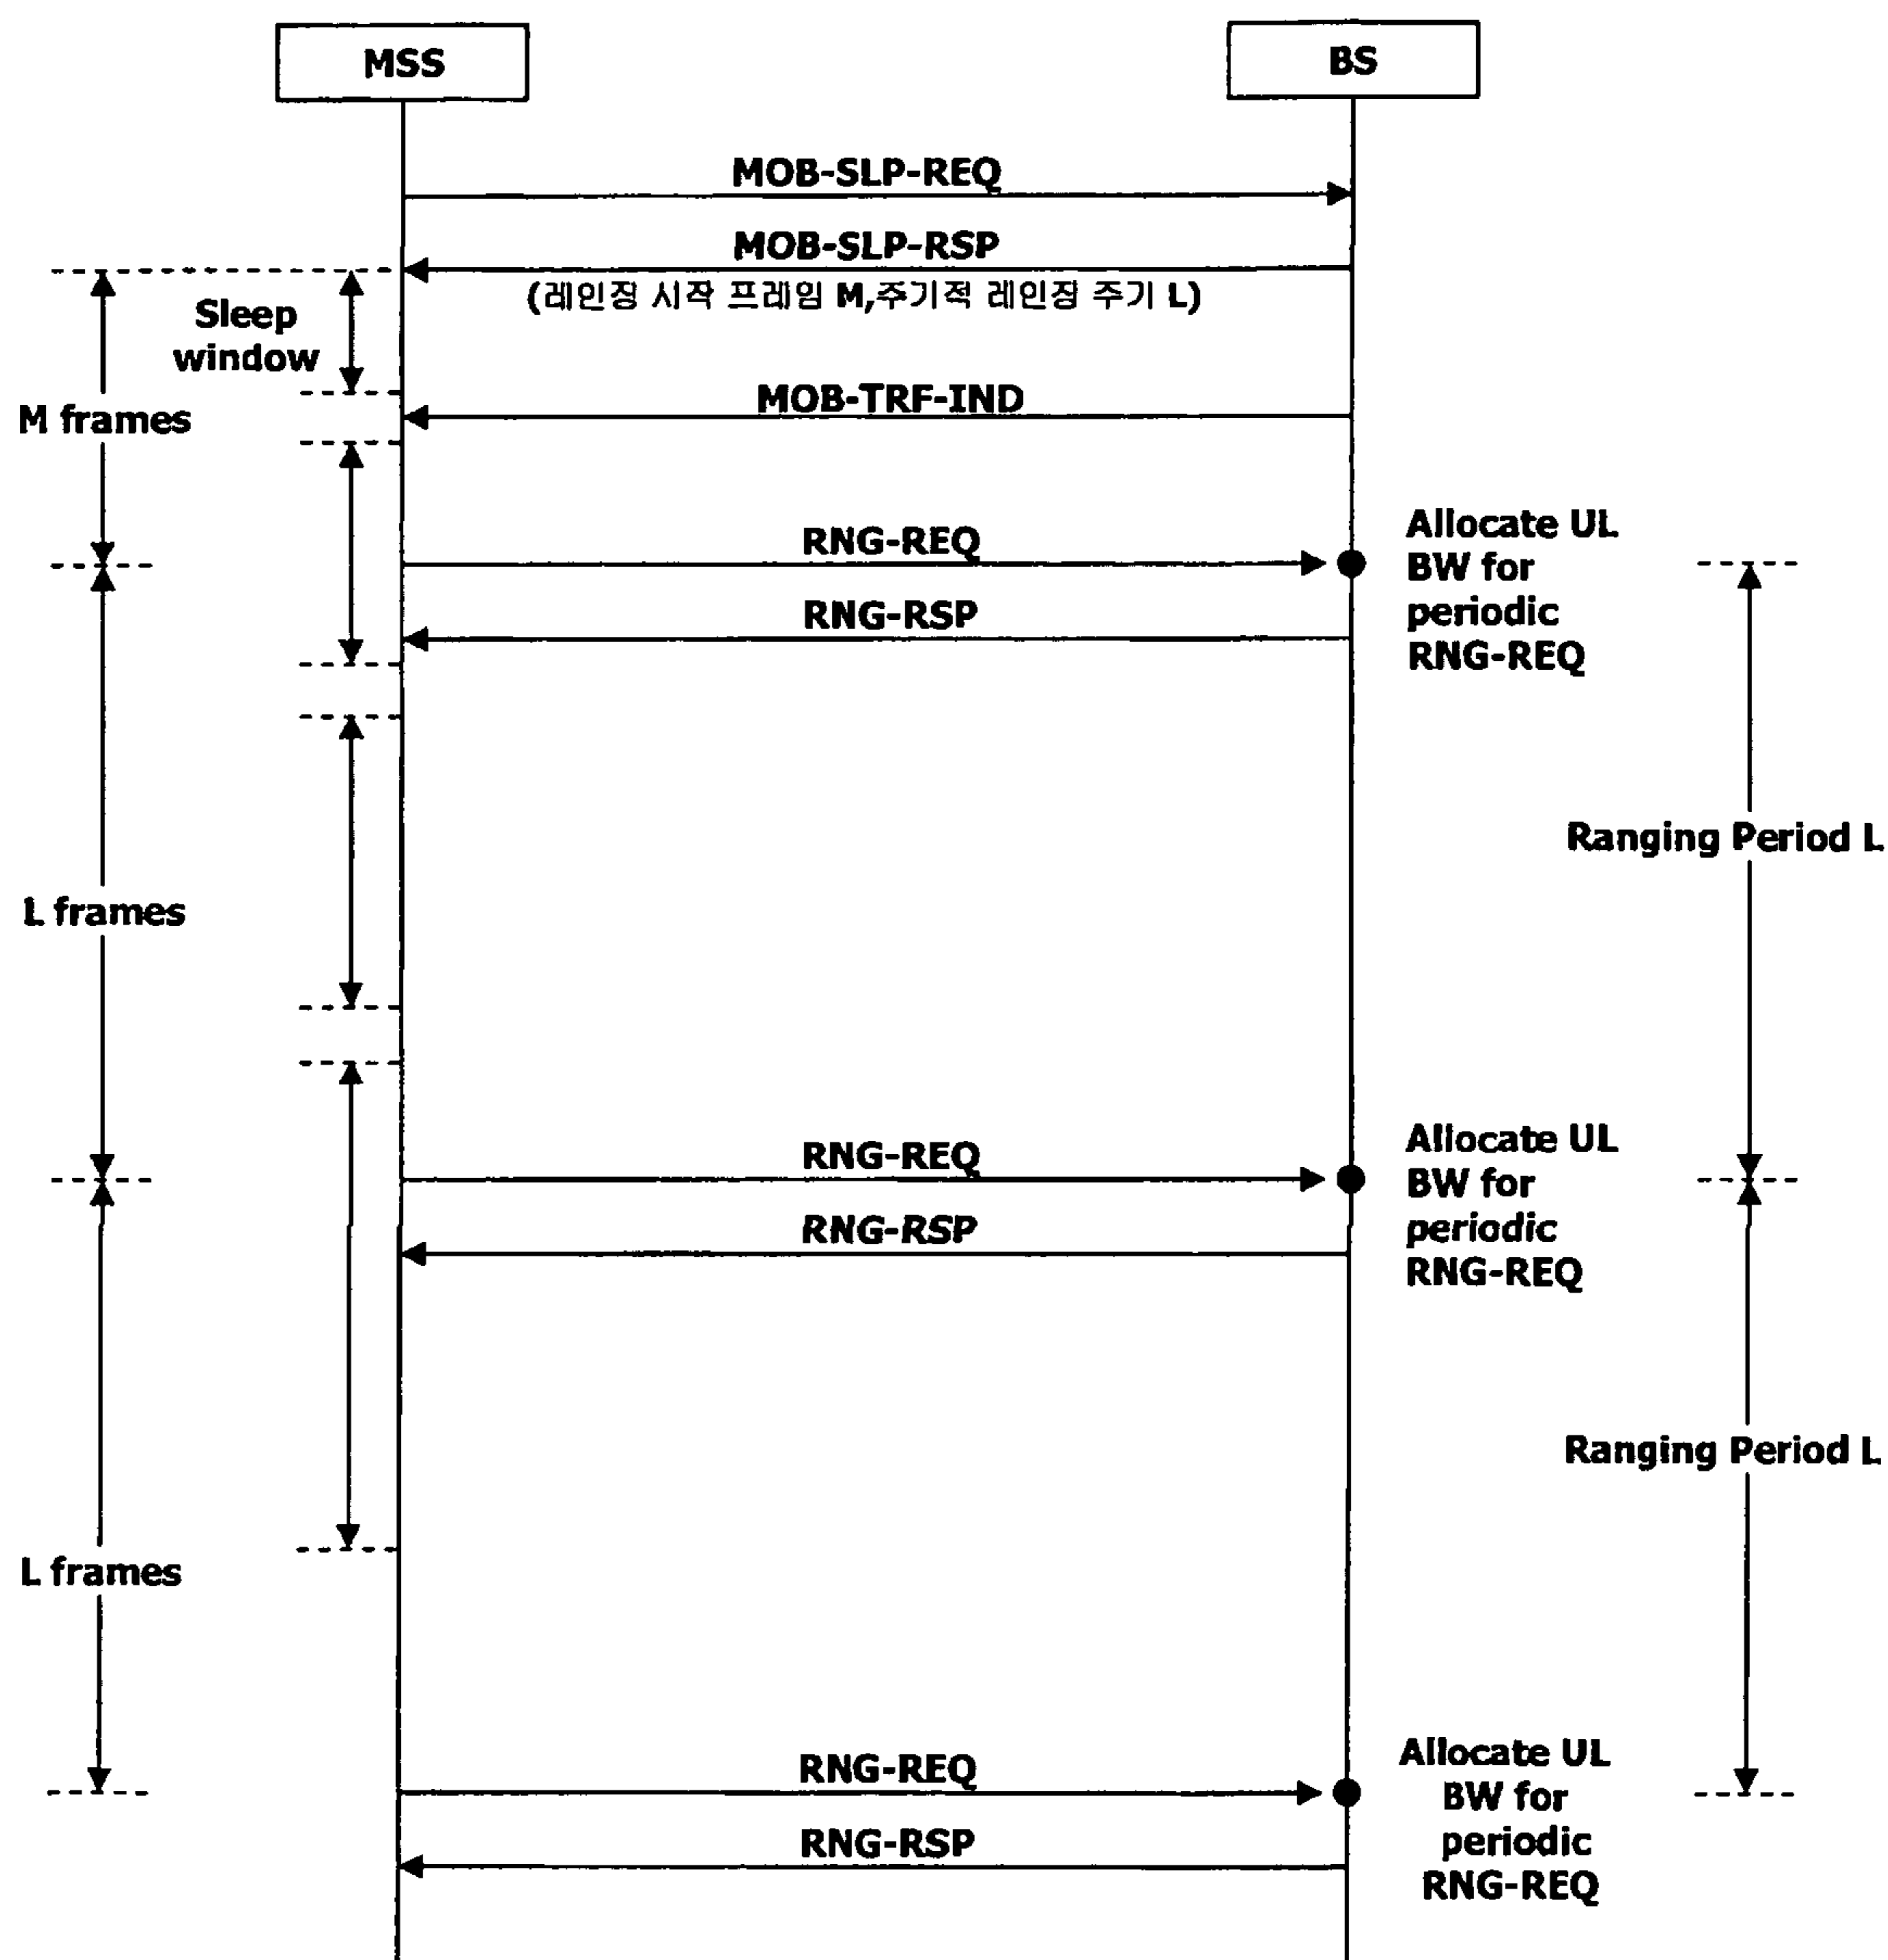 MSS
BS
MOB-SLP-REQ
MOB-SLP-RSP
(레인징 시작 프레임 M,주기적 레인징 주기 L)
Sleep
window
MOB-TRF-IND
M frames
RNG-REQ
Allocate UL
BW for
periodic
RNG-REQ
RNG-RSP
Ranging Period L
L frames
RNG-REQ
Allocate UL
BW for
periodic
RNG-REQ
RNG-RSP
Ranging Period L
L frames
RNG-REQ
Allocate UL
BW for
periodic
RNG-REQ
RNG-RSP